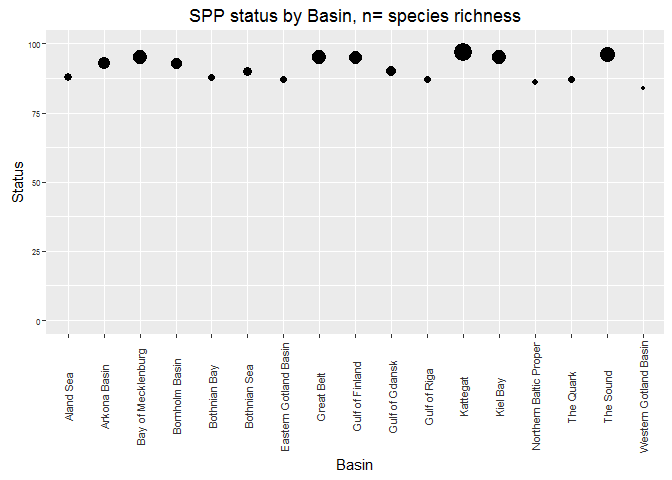 SPP status by Basin, n= species richness
Status
100
75
50
25
0
Aland Sea
Arkona Basin
Bay of Mecklenburg
Bornholm Basin
Bothnian Bay
Bothnian Sea
Eastern Gotland Basin
Great Belt
Gulf of Finland
Gulf of Gdansk
Gulf of Riga
Kattegat
Kiel Bay
Northern Baltic Proper
The Quark
The Sound
Western Gotland Basin
Basin